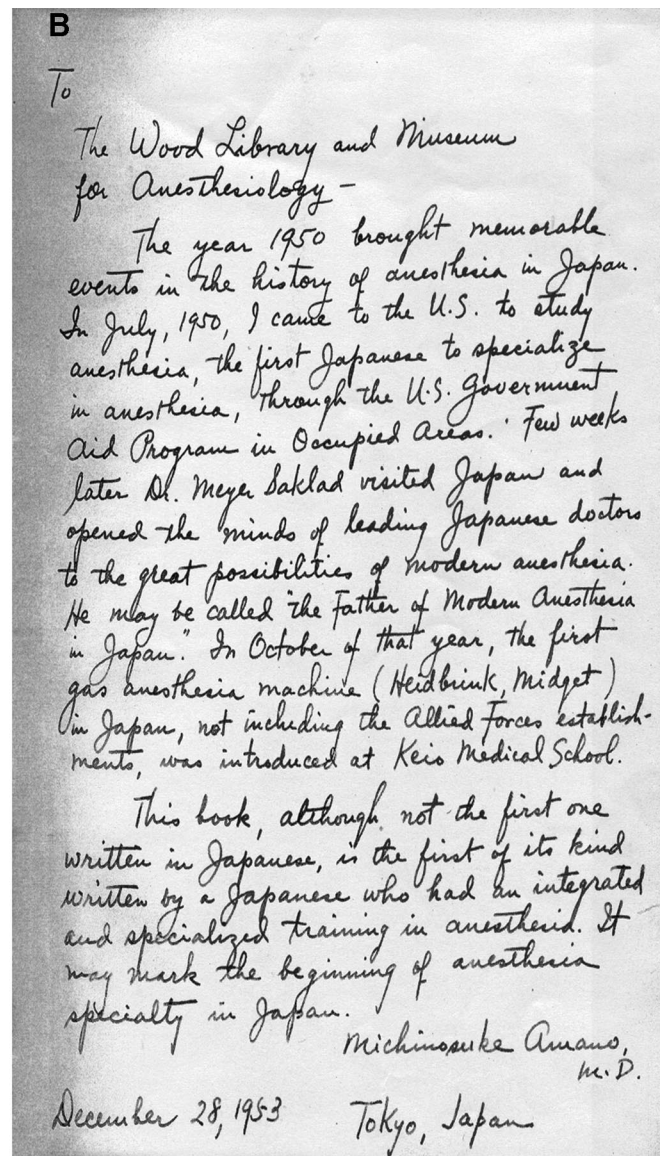 B
To
The Wood Library and Museum
for Anesthesiology –
The year 1950 brought memorable
events in the history of anesthesia in Japan.
In July, 1950, I came to the U.S. to study
anesthesia, the first Japanese to specialize
in anesthesia, through the U.S. Government
Aid Program in Occupied Areas. Few weeks
later Dr. Meyer Saklad visited Japan and
opened the minds of leading Japanese doctors
to the great possibilities of modern anesthesia.
He may be called "the Father of Modern Anesthesia
in Japan." In October of that year, the first
gas anesthesia machine (Heidbrink, Midget)
in Japan, not including the Allied Forces establish-
ments, was introduced at Keio Medical School.
This book, although not the first one
written in Japanese, is the first of its kind
written by a Japanese who had an integrated
and specialized training in anesthesia. It
may mark the beginning of anesthesia
specialty in Japan.
Michinosuke Amano,
M.D.
December 28, 1953 Tokyo, Japan